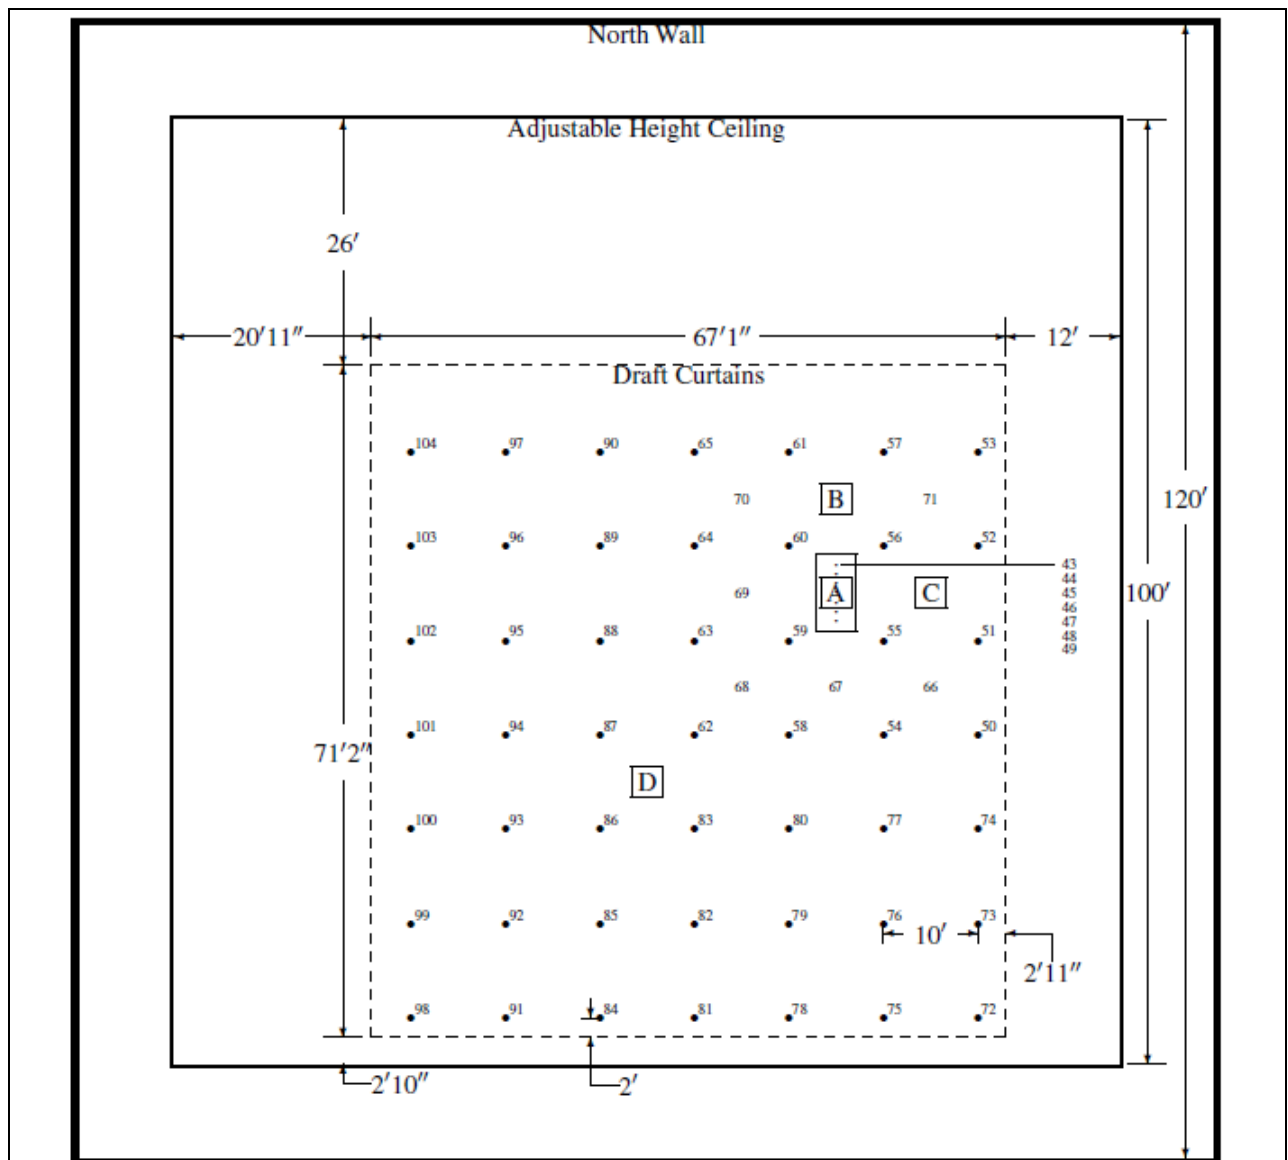 North Wall
Adjustable Height Ceiling
26′
20′11″ 67′1″ 12′
Draft Curtains
104 97 90 65 61 57 53
70 B 71 120′
103 96 89 64 60 56 52
43
44
69 A C 45 100′
46
47
102 95 88 63 59 55 51 48
49
68 67 66
101 94 87 62 58 54 50
71′2″
D
100 93 86 83 80 77 74
99 92 85 82 79 76 73
10′
2′11″
98 91 84 81 78 75 72
2′10″ 2′